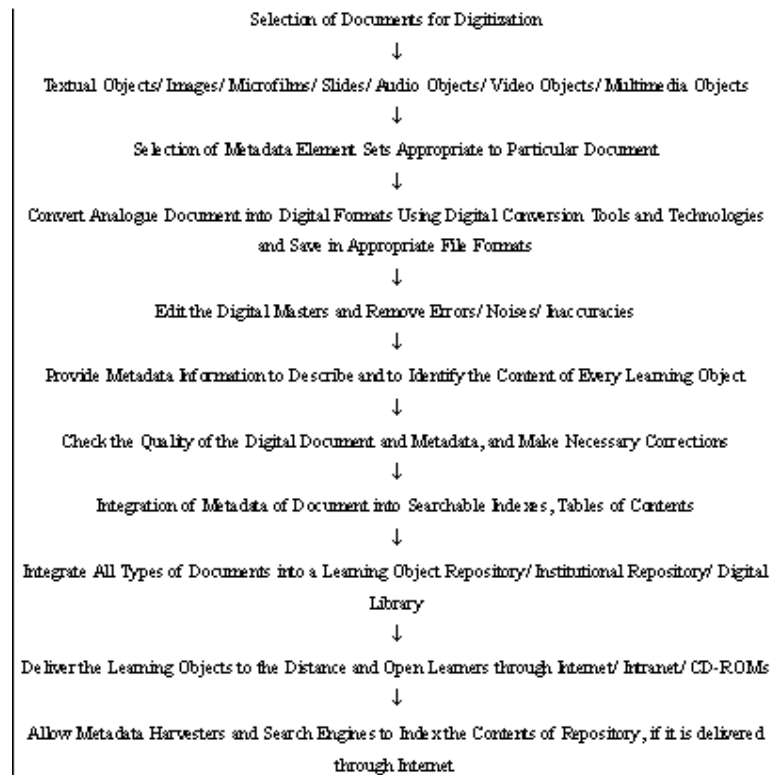 Selection of Documents for Digitization
↓
Textual Objects/ Images/ Microfilms/ Slides/ Audio Objects/ Video Objects/ Multimedia Objects
↓
Selection of Metadata Element Sets Appropriate to Particular Document
↓
Convert Analogue Document into Digital Formats Using Digital Conversion Tools and Technologies
and Save in Appropriate File Formats
↓
Edit the Digital Masters and Remove Errors/ Noises/ Inaccuracies
↓
Provide Metadata Information to Describe and to Identify the Content of Every Learning Object
↓
Check the Quality of the Digital Document and Metadata, and Make Necessary Corrections
↓
Integration of Metadata of Document into Searchable Indexes, Tables of Contents
↓
Integrate All Types of Documents into a Learning Object Repository/ Institutional Repository/ Digital
Library
↓
Deliver the Learning Objects to the Distance and Open Learners through Internet/ Intranet/ CD-ROMs
↓
Allow Metadata Harvesters and Search Engines to Index the Contents of Repository, if it is delivered
through Internet